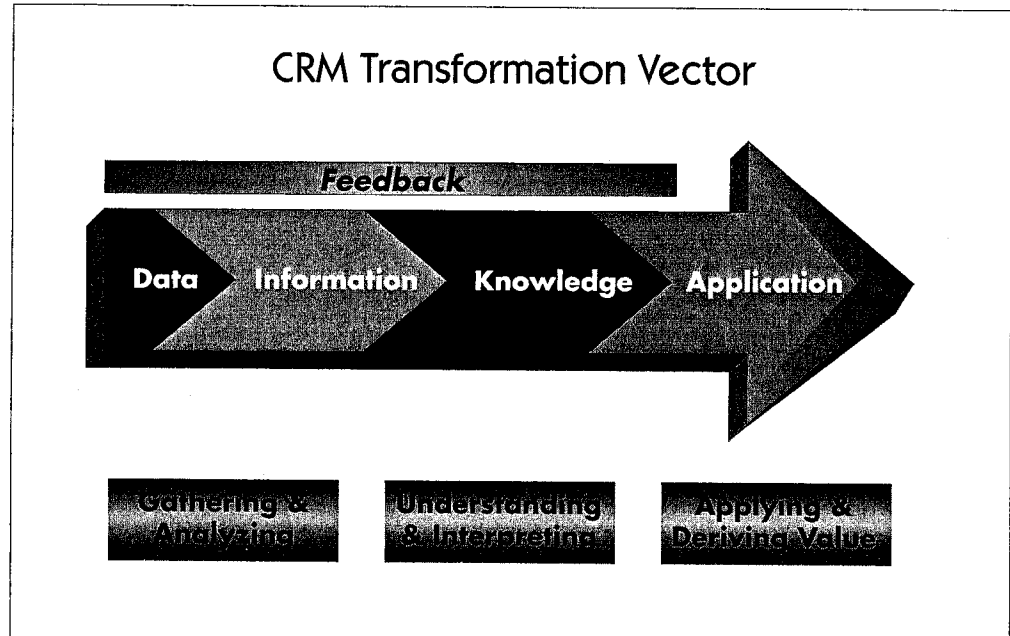 CRM Transformation Vector
Feedback
Data Information Knowledge Application
Gathering &
Analyzing
Understanding
& Interpreting
Applying &
Deriving Value